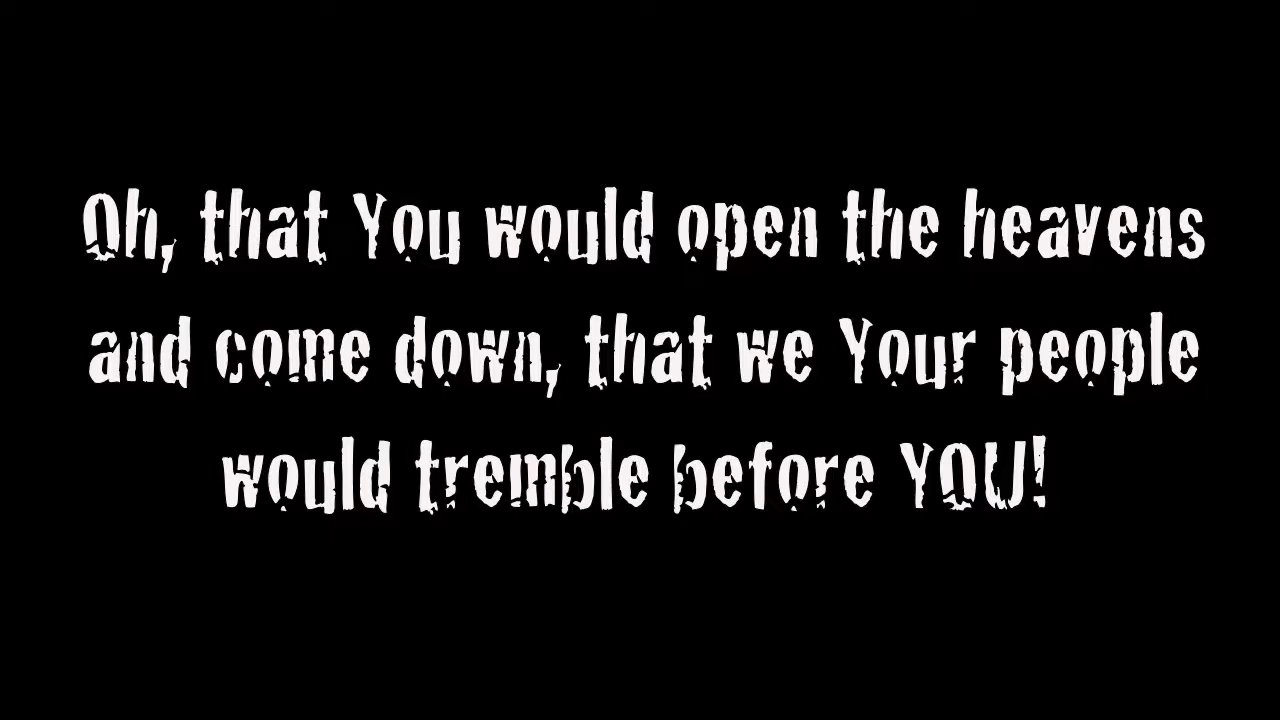 Oh, that You would open the heavens
and come down, that we Your people
would tremble before YOU!